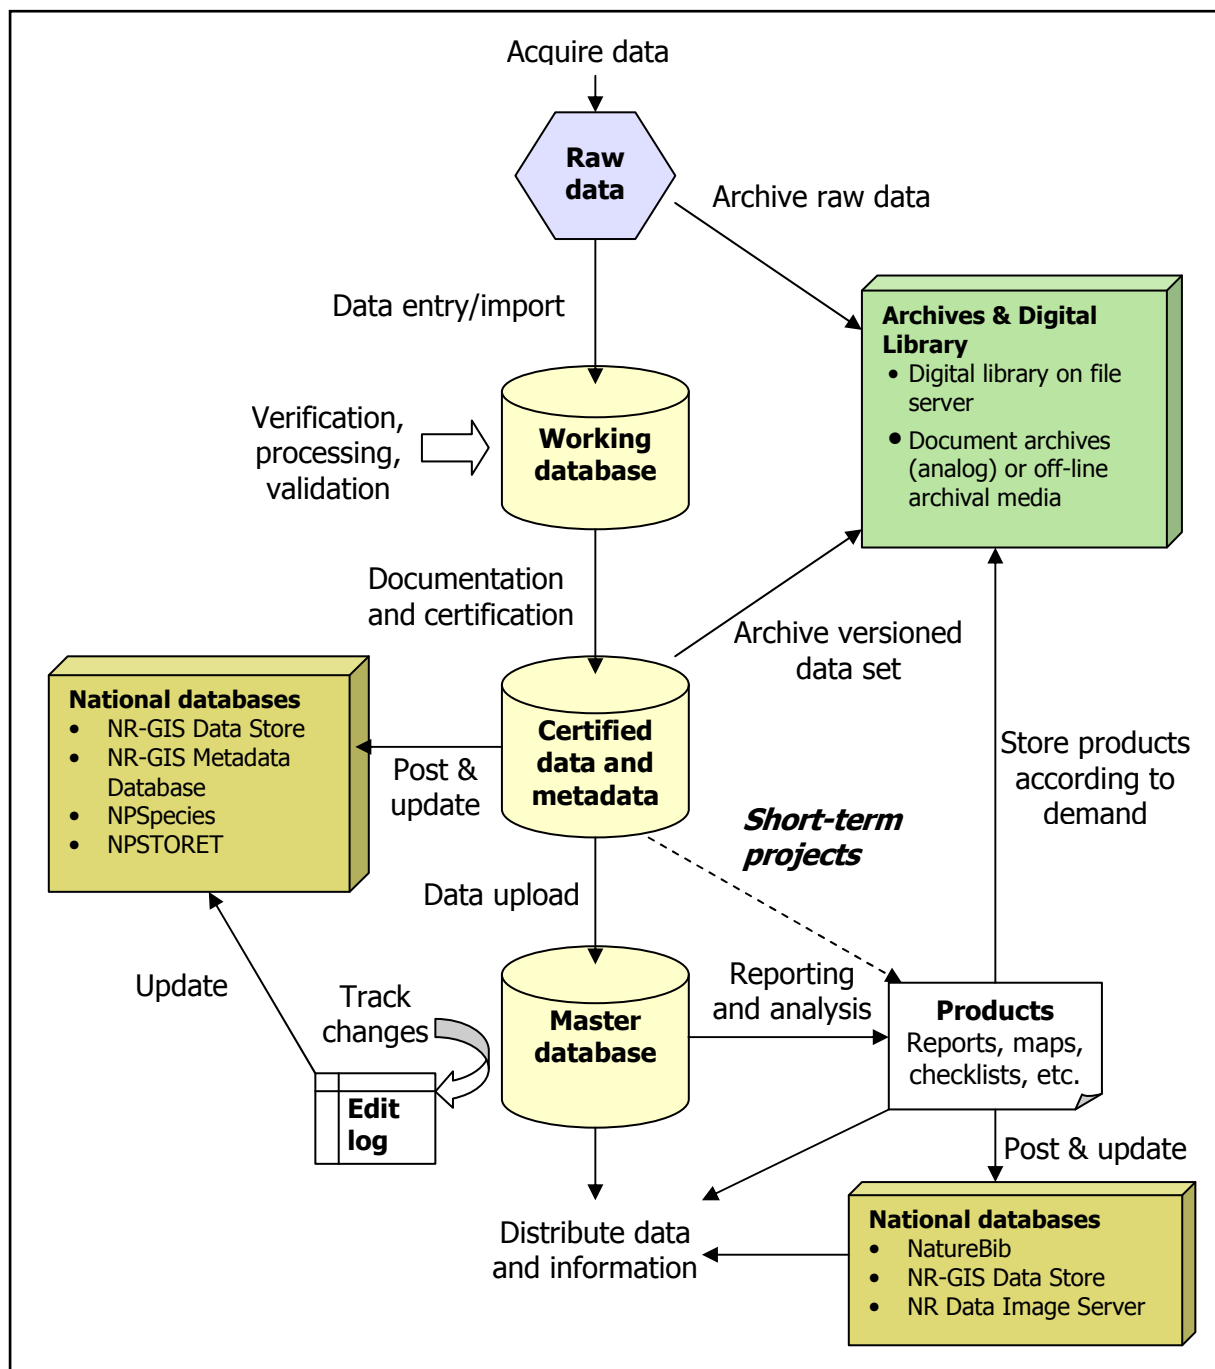 Acquire data
Raw
data
Archive raw data
Data entry/import
Archives & Digital
Library
• Digital library on file
server
• Document archives
(analog) or off-line
archival media
Verification,
processing,
validation
Working
database
Documentation
and certification
Archive versioned
data set
National databases
• NR-GIS Data Store
• NR-GIS Metadata
Database
• NPSpecies
• NPSTORET
Certified
data and
metadata
Post &
update
Store products
according to
demand
Short-term
projects
Data upload
Update
Track
changes
Master
database
Reporting
and analysis
Products
Reports, maps,
checklists, etc.
Edit
log
Post & update
Distribute data
and information
National databases
• NatureBib
• NR-GIS Data Store
• NR Data Image Server